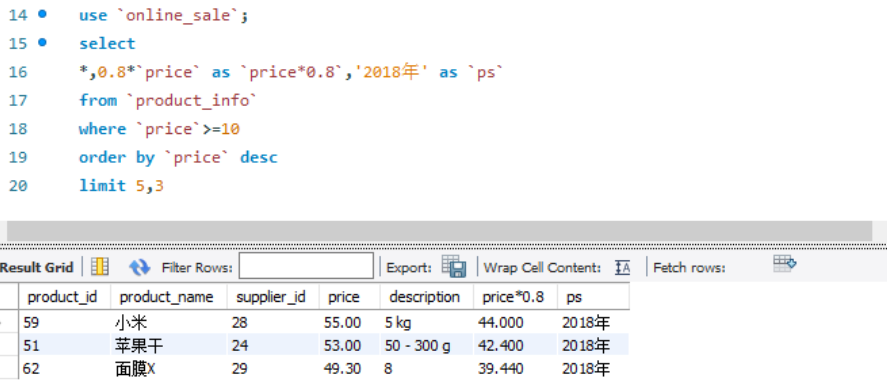 14 use `online_sale`;
15 select
16 *,0.8*`price` as `price*0.8`,'2018年' as `ps`
17 from `product_info`
18 where `price`>=10
19 order by `price` desc
20 limit 5,3
Result Grid Filter Rows: Export: Wrap Cell Content: Fetch rows:
product_id product_name supplier_id price description price*0.8 ps
59 小米 28 55.00 5 kg 44.000 2018年
51 苹果干 24 53.00 50 - 300 g 42.400 2018年
62 面膜X 29 49.30 8 39.440 2018年